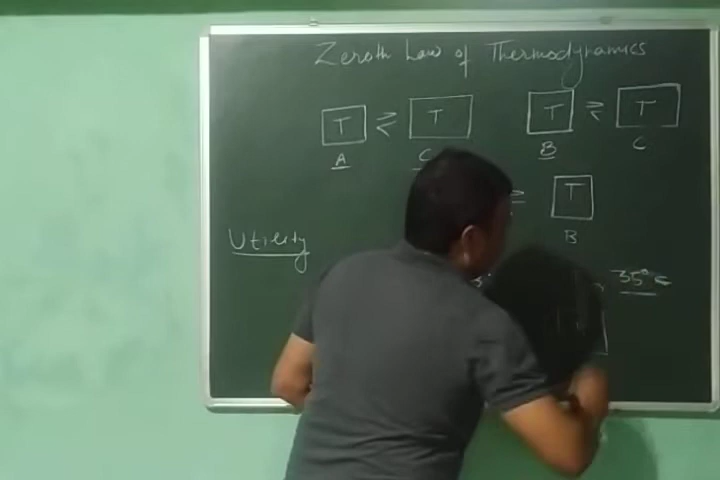 Zeroth Law of Thermodynamics
T ⇌ T T ⇌ T
A C B C
T
B
Utility
35°c